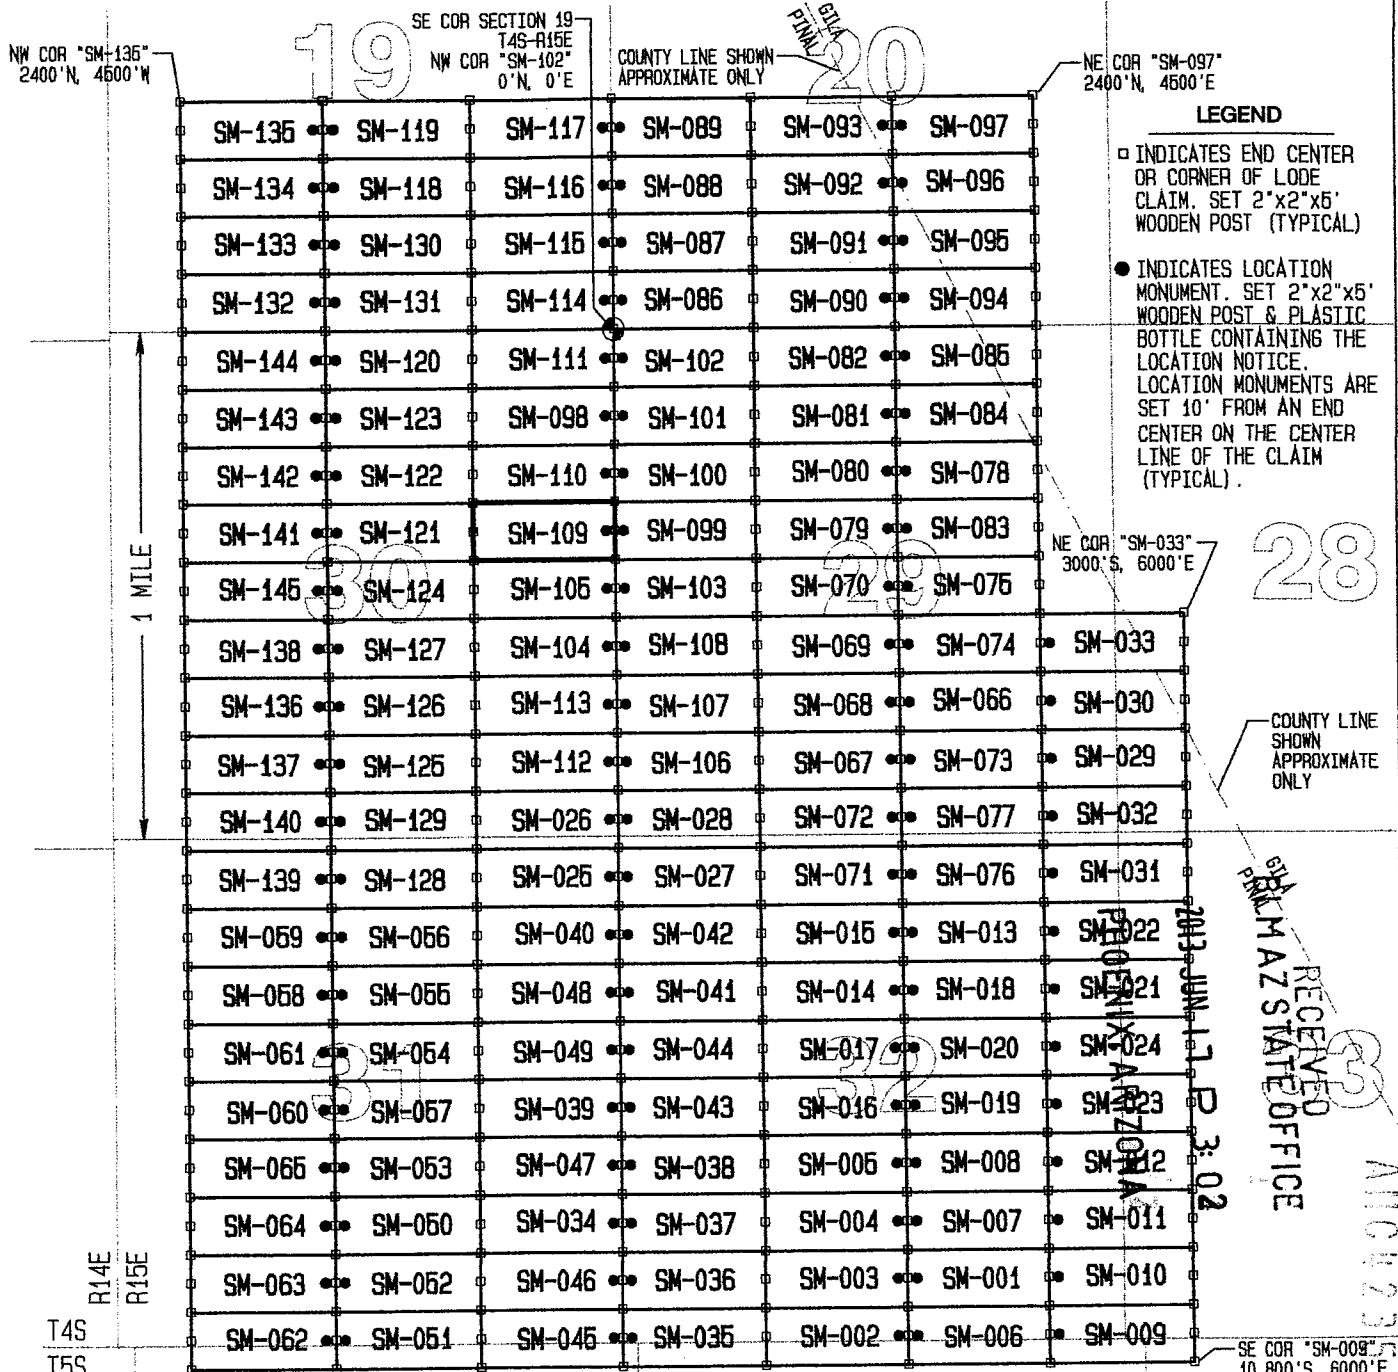 19
20
GILA
PINAL
NW COR "SM-135"
2400'N, 4500'W
SE COR SECTION 19
T4S-R15E
NW COR "SM-102"
0'N, 0'E
COUNTY LINE SHOWN
APPROXIMATE ONLY
NE COR "SM-097"
2400'N, 4500'E
LEGEND
INDICATES END CENTER
OR CORNER OF LODE
CLAIM. SET 2"x2"x5'
WOODEN POST (TYPICAL)
INDICATES LOCATION
MONUMENT. SET 2"x2"x5'
WOODEN POST & PLASTIC
BOTTLE CONTAINING THE
LOCATION NOTICE.
LOCATION MONUMENTS ARE
SET 10' FROM AN END
CENTER ON THE CENTER
LINE OF THE CLAIM
(TYPICAL).
SM-135 SM-119 SM-117 SM-089 SM-093 SM-097
SM-134 SM-118 SM-116 SM-088 SM-092 SM-096
SM-133 SM-130 SM-115 SM-087 SM-091 SM-095
SM-132 SM-131 SM-114 SM-086 SM-090 SM-094
SM-144 SM-120 SM-111 SM-102 SM-082 SM-085
SM-143 SM-123 SM-098 SM-101 SM-081 SM-084
SM-142 SM-122 SM-110 SM-100 SM-080 SM-078
SM-141 SM-121 SM-109 SM-099 SM-079 SM-083
SM-145 SM-124 SM-105 SM-103 SM-070 SM-075
SM-138 SM-127 SM-104 SM-108 SM-069 SM-074 SM-033
SM-136 SM-126 SM-113 SM-107 SM-068 SM-066 SM-030
SM-137 SM-125 SM-112 SM-106 SM-067 SM-073 SM-029
SM-140 SM-129 SM-026 SM-028 SM-072 SM-077 SM-032
SM-139 SM-128 SM-025 SM-027 SM-071 SM-076 SM-031
SM-059 SM-056 SM-040 SM-042 SM-015 SM-013 SM-022
SM-058 SM-055 SM-048 SM-041 SM-014 SM-018 SM-021
SM-061 SM-054 SM-049 SM-044 SM-017 SM-020 SM-024
SM-060 SM-057 SM-039 SM-043 SM-016 SM-019 SM-023
SM-065 SM-053 SM-047 SM-038 SM-005 SM-008 SM-012
SM-064 SM-050 SM-034 SM-037 SM-004 SM-007 SM-011
SM-063 SM-052 SM-046 SM-036 SM-003 SM-001 SM-010
SM-062 SM-051 SM-045 SM-035 SM-002 SM-006 SM-009
1 MILE
30
29
28
31
32
33
NE COR "SM-033"
3000'S, 6000'E
COUNTY LINE
SHOWN
APPROXIMATE
ONLY
GILA
PINAL
RECEIVED
BLM AZ STATE OFFICE
2013 JUN 17 P 3:02
PHOENIX, ARIZONA
R14E
R15E
T4S
T5S
SE COR "SM-009"
10,800'S, 6000'E